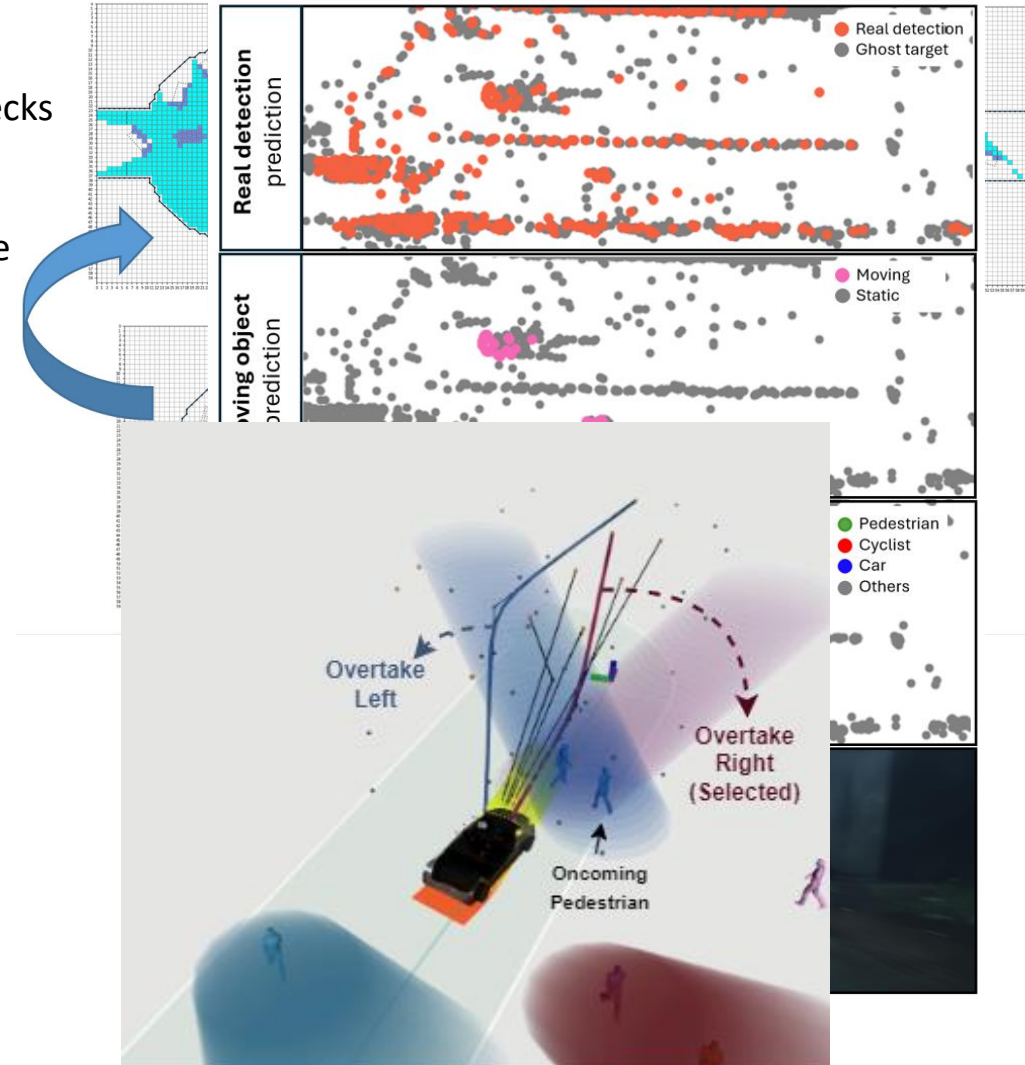 ecks
e
Real detection
prediction
Real detection
Ghost target
oving object
prediction
Moving
Static
Pedestrian
Cyclist
Car
Others
Overtake
Left
Overtake
Right
(Selected)
Oncoming
Pedestrian